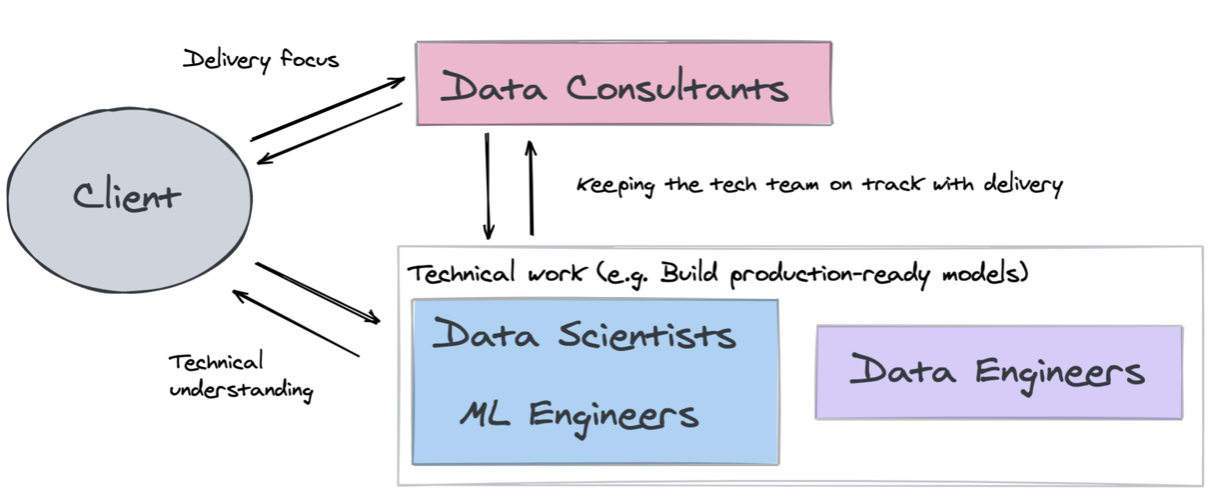 Delivery focus
Data Consultants
Client
Keeping the tech team on track with delivery
Technical work (e.g. Build production-ready models)
Data Scientists
ML Engineers
Data Engineers
Technical
understanding